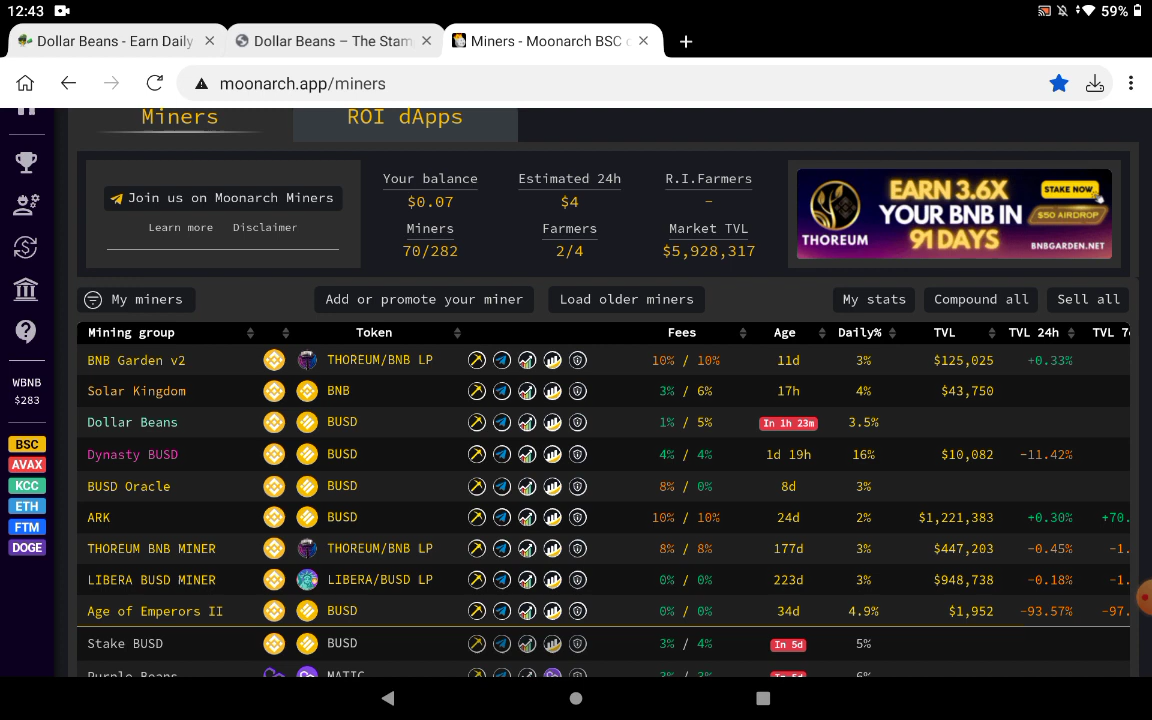 12:43 59%
Dollar Beans - Earn Daily Dollar Beans – The Stam Miners - Moonarch BSC
moonarch.app/miners
Miners ROI dApps
Join us on Moonarch Miners
Learn more Disclaimer
Your balance Estimated 24h R.I.Farmers
$0.07 $4 -
Miners Farmers Market TVL
70/282 2/4 $5,928,317
THOREUM
EARN 3.6X
YOUR BNB IN
91 DAYS
STAKE NOW
$50 AIRDROP
BNBGARDEN.NET
My miners Add or promote your miner Load older miners My stats Compound all Sell all
Mining group Token Fees Age Daily% TVL TVL 24h TVL 7
BNB Garden v2 THOREUM/BNB LP 10% / 10% 11d 3% $125,025 +0.33%
Solar Kingdom BNB 3% / 6% 17h 4% $43,750
Dollar Beans BUSD 1% / 5% In 1h 23m 3.5%
Dynasty BUSD BUSD 4% / 4% 1d 19h 16% $10,082 -11.42%
BUSD Oracle BUSD 8% / 0% 8d 3%
ARK BUSD 10% / 10% 24d 2% $1,221,383 +0.30% +70.
THOREUM BNB MINER THOREUM/BNB LP 8% / 8% 177d 3% $447,203 -0.45% -1.
LIBERA BUSD MINER LIBERA/BUSD LP 0% / 0% 223d 3% $948,738 -0.18% -1.
Age of Emperors II BUSD 0% / 0% 34d 4.9% $1,952 -93.57% -97.
Stake BUSD BUSD 3% / 4% In 5d 5%
Purple Beans MATIC
WBNB
$283
BSC
AVAX
KCC
ETH
FTM
DOGE